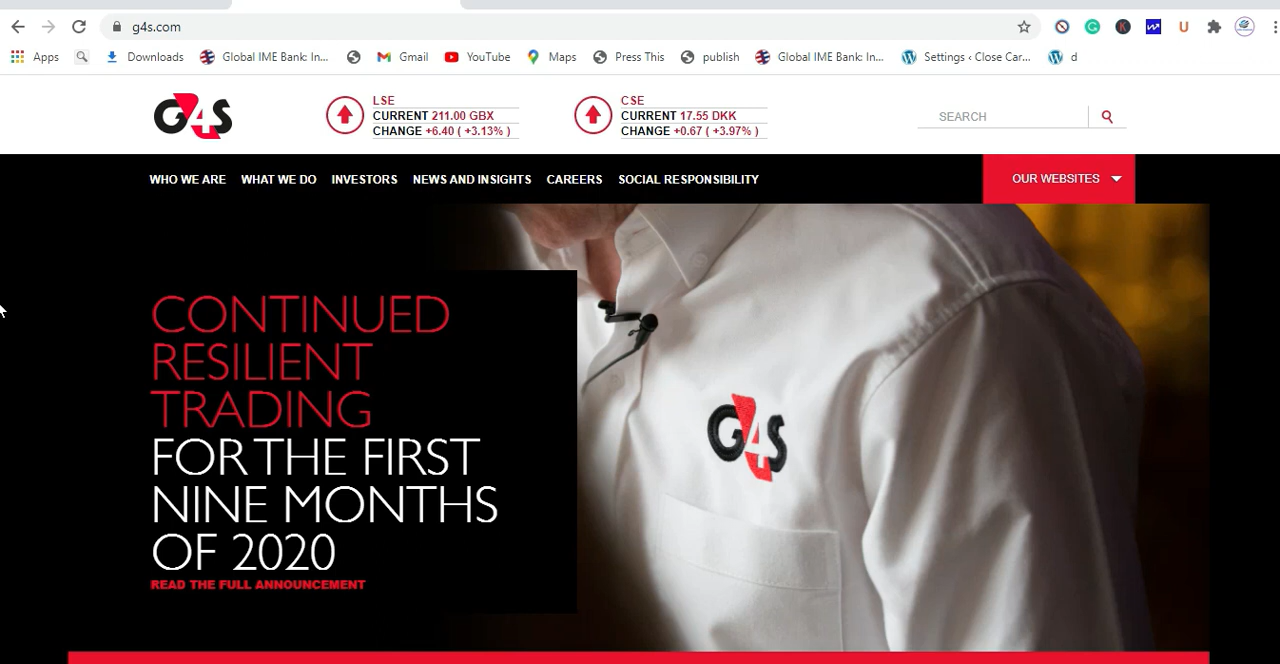 g4s.com
Apps
Downloads
Global IME Bank: In...
Gmail
YouTube
Maps
Press This
publish
Global IME Bank: In...
Settings ‹ Close Car...
d
G4S
LSE
CURRENT 211.00 GBX
CHANGE +6.40 ( +3.13% )
CSE
CURRENT 17.55 DKK
CHANGE +0.67 ( +3.97% )
SEARCH
WHO WE ARE
WHAT WE DO
INVESTORS
NEWS AND INSIGHTS
CAREERS
SOCIAL RESPONSIBILITY
OUR WEBSITES
CONTINUED
RESILIENT
TRADING
FOR THE FIRST
NINE MONTHS
OF 2020
READ THE FULL ANNOUNCEMENT
G4S